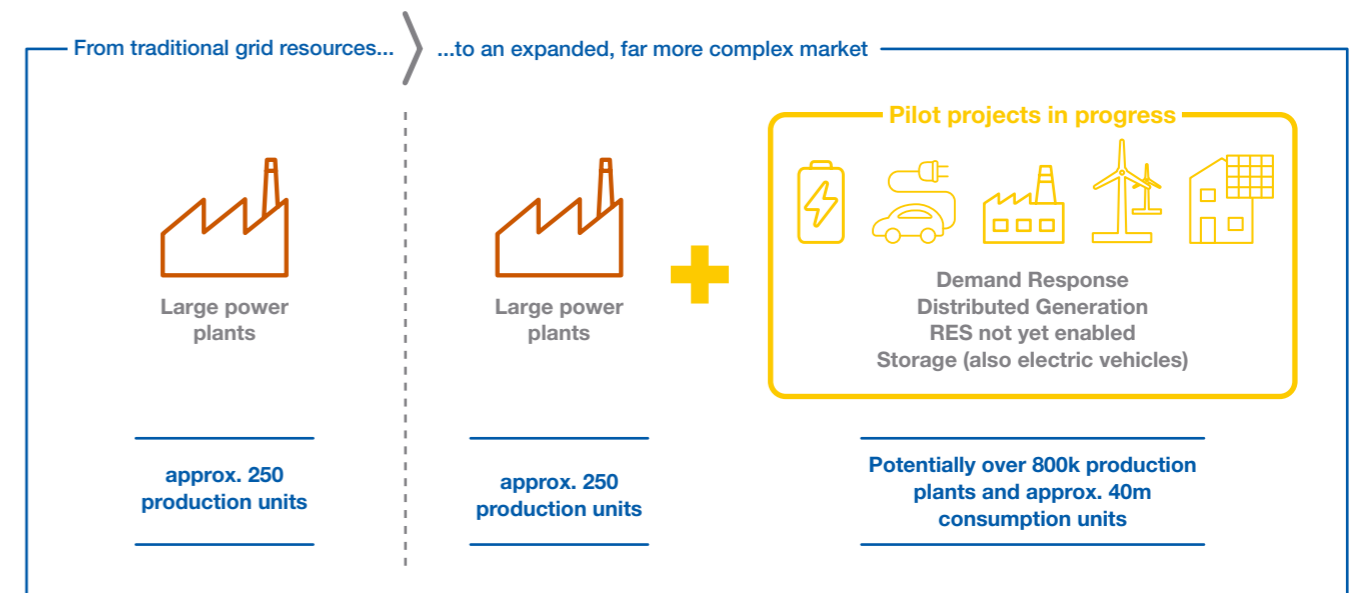 From traditional grid resources...
...to an expanded, far more complex market
Large power
plants
approx. 250
production units
Large power
plants
approx. 250
production units
Pilot projects in progress
Demand Response
Distributed Generation
RES not yet enabled
Storage (also electric vehicles)
Potentially over 800k production
plants and approx. 40m
consumption units